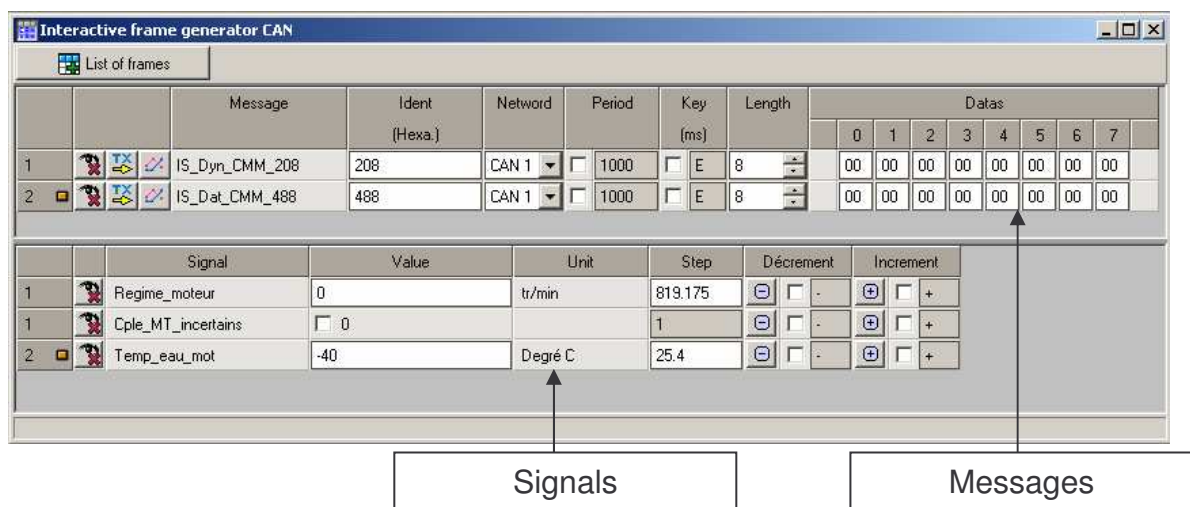 Interactive frame generator CAN
List of frames
Message Ident (Hexa.) Netword Period Key (ms) Length Datas
0 1 2 3 4 5 6 7
1 TX IS_Dyn_CMM_208 208 CAN 1 1000 E 8 00 00 00 00 00 00 00 00
2 TX IS_Dat_CMM_488 488 CAN 1 1000 E 8 00 00 00 00 00 00 00 00
Signal Value Unit Step Décrement Increment
1 Regime_moteur 0 tr/min 819.175 - +
1 Cple_MT_incertains 0 1 - +
2 Temp_eau_mot -40 Degré C 25.4 - +
Signals Messages